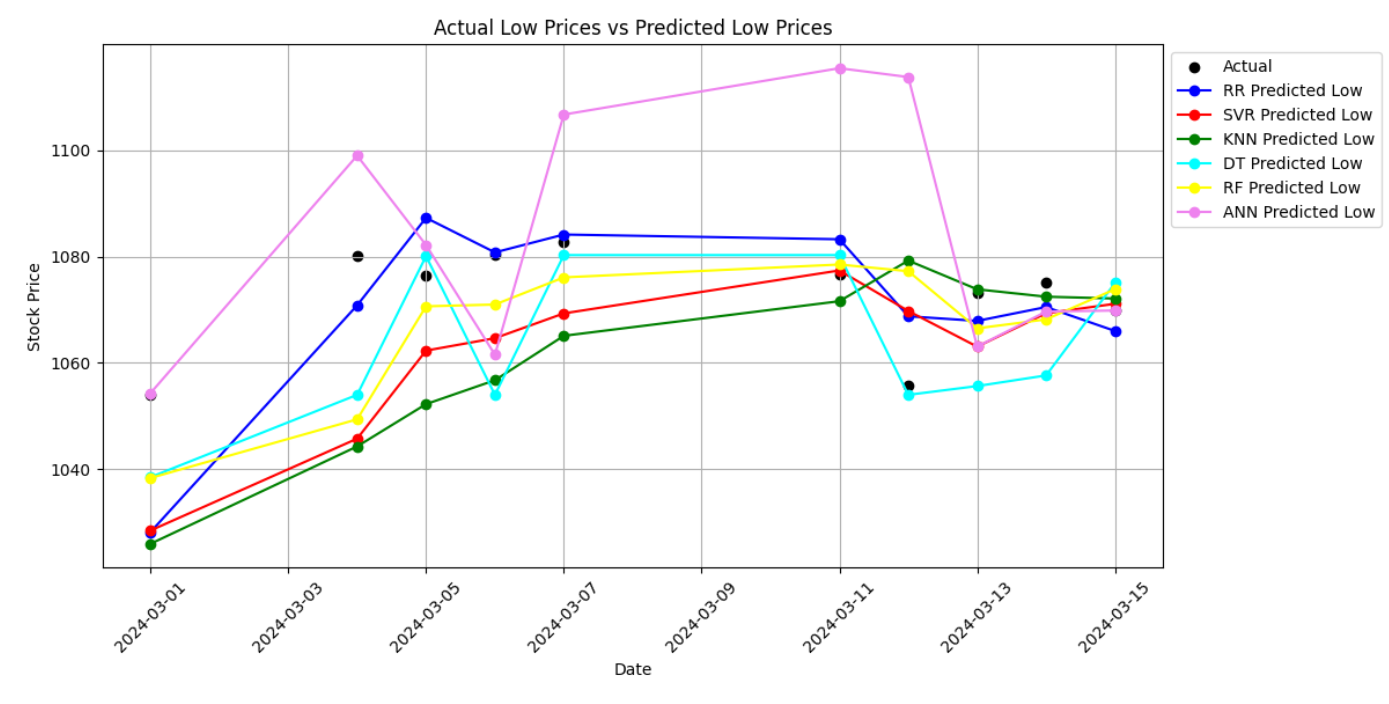 Actual Low Prices vs Predicted Low Prices
Actual
RR Predicted Low
SVR Predicted Low
KNN Predicted Low
DT Predicted Low
RF Predicted Low
ANN Predicted Low
Stock Price
1100
1080
1060
1040
2024-03-01
2024-03-03
2024-03-05
2024-03-07
2024-03-09
2024-03-11
2024-03-13
2024-03-15
Date